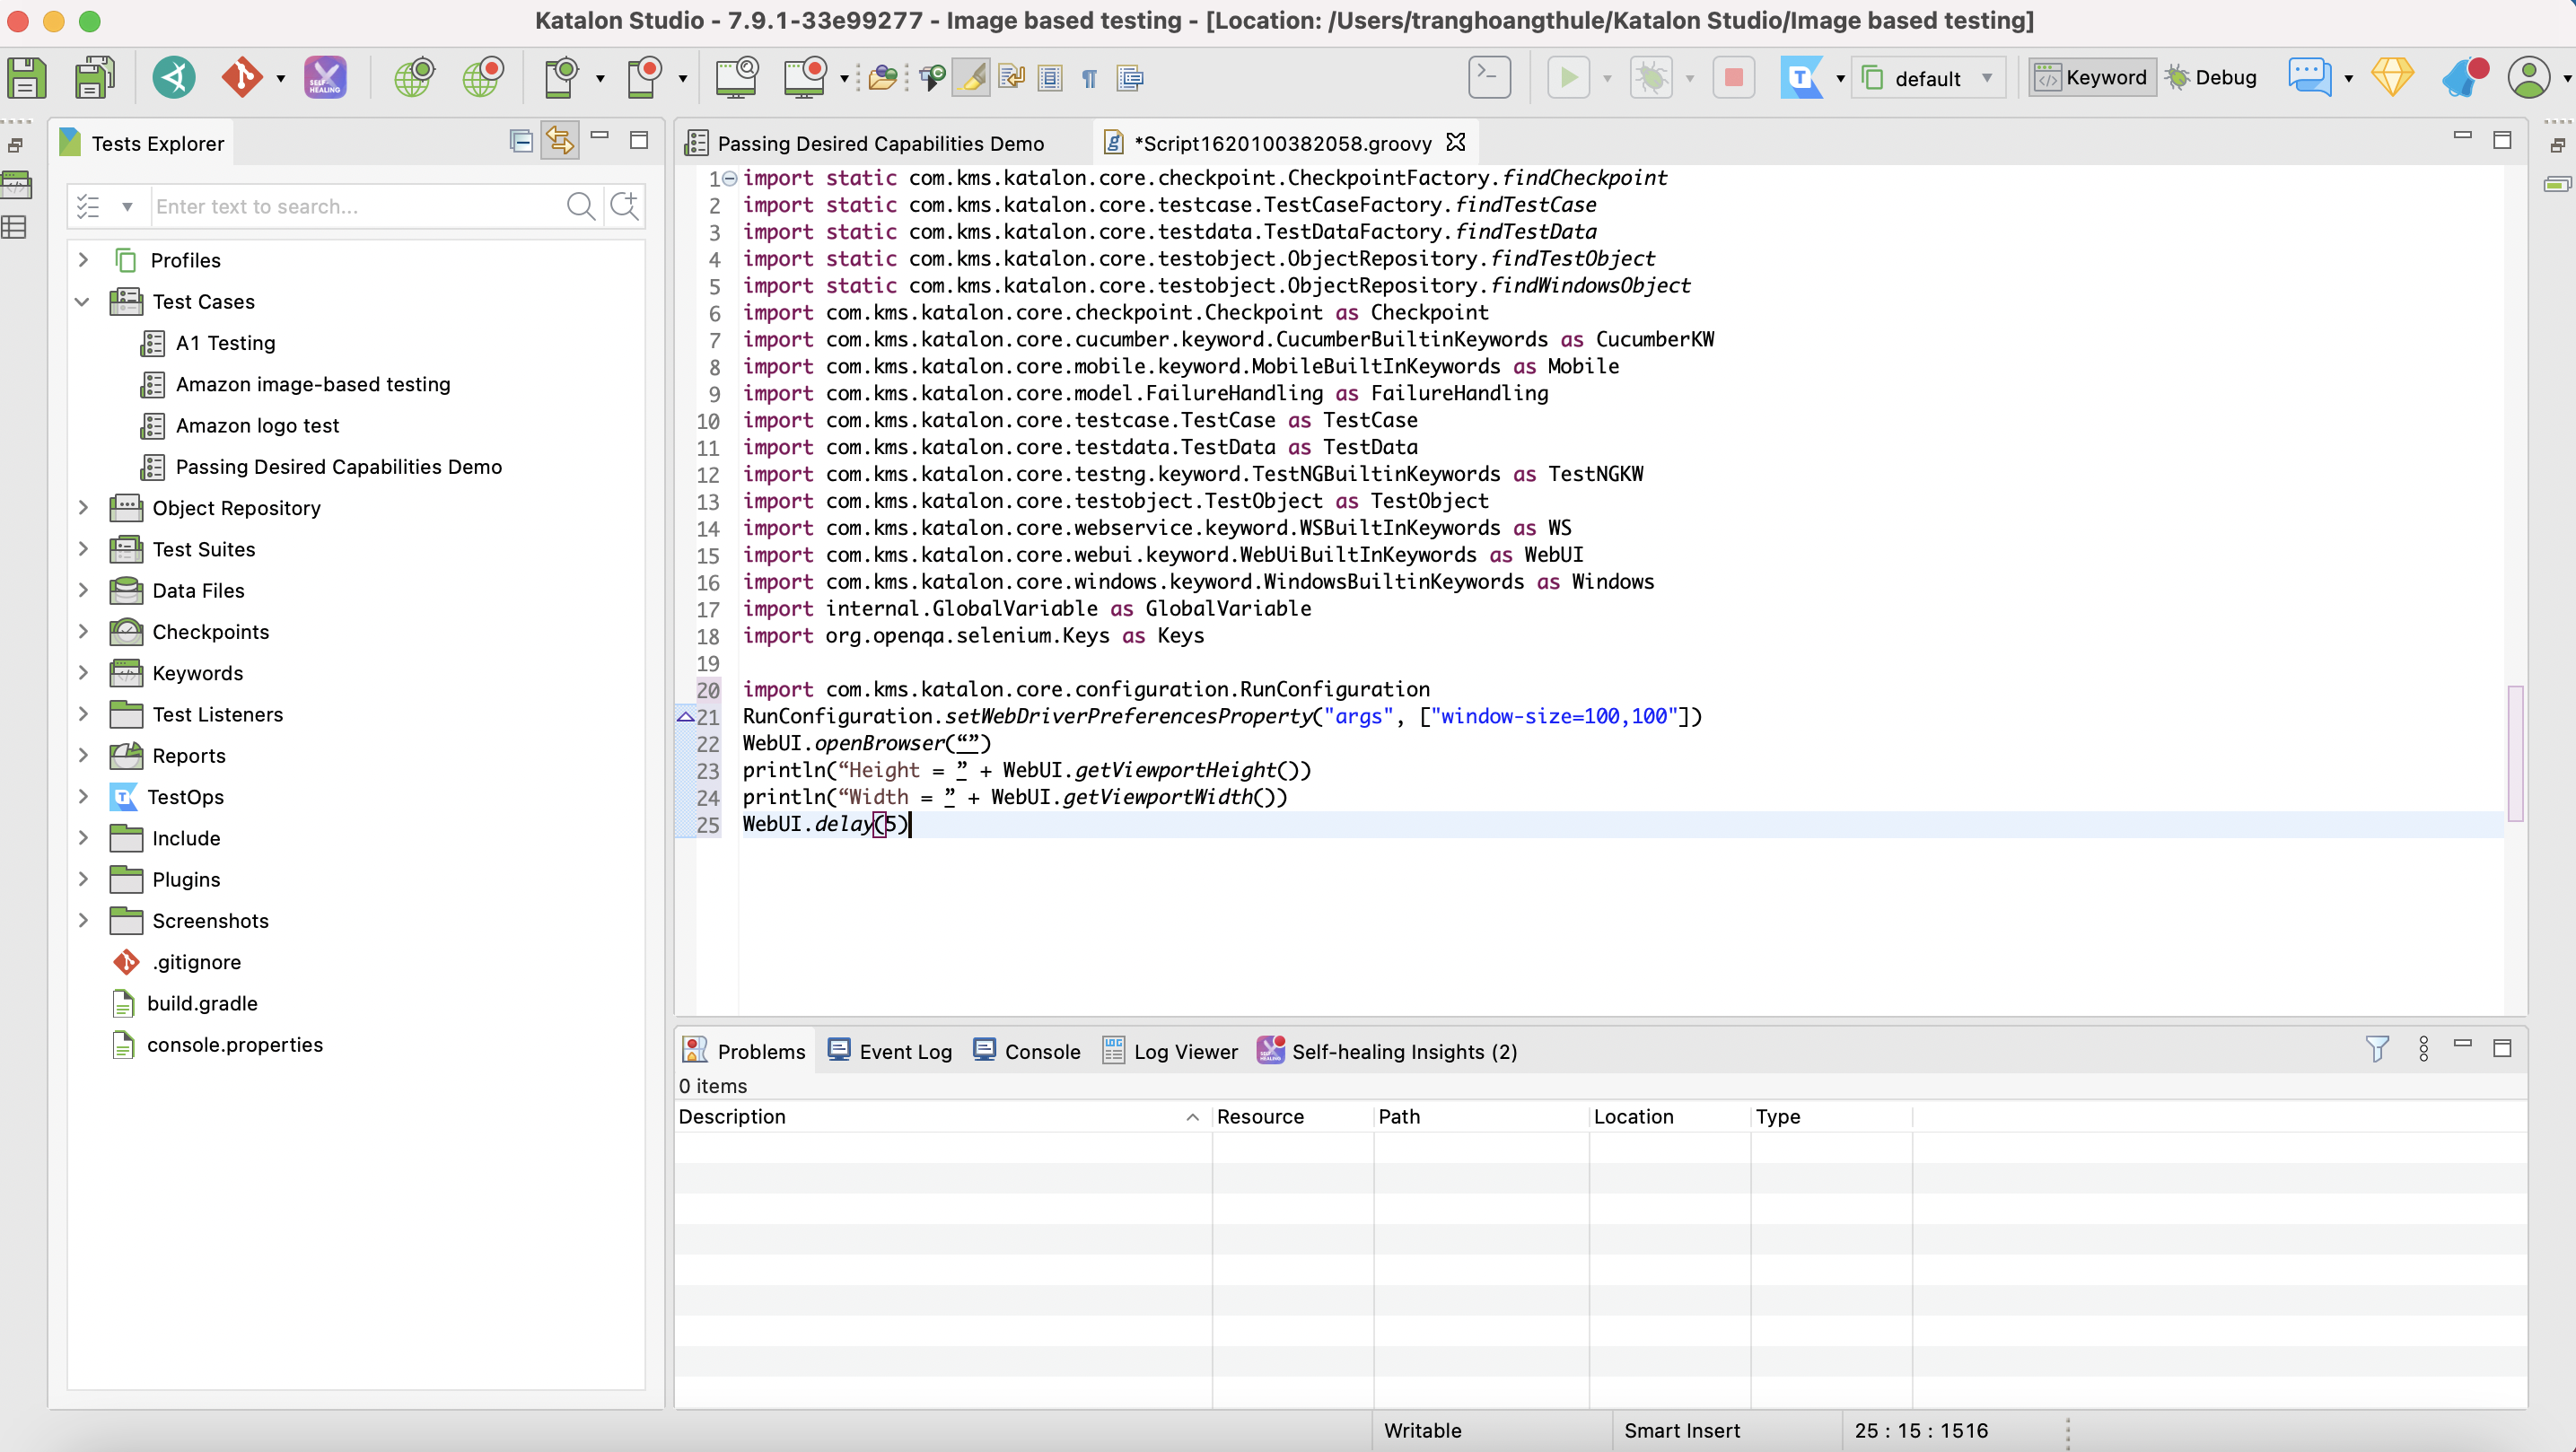 Katalon Studio - 7.9.1-33e99277 - Image based testing - [Location: /Users/tranghoangthule/Katalon Studio/Image based testing]
SELF HEALING
default
Keyword
Debug
Tests Explorer
Enter text to search...
Profiles
Test Cases
A1 Testing
Amazon image-based testing
Amazon logo test
Passing Desired Capabilities Demo
Object Repository
Test Suites
Data Files
Checkpoints
Keywords
Test Listeners
Reports
TestOps
Include
Plugins
Screenshots
.gitignore
build.gradle
console.properties
Passing Desired Capabilities Demo
*Script1620100382058.groovy
1 import static com.kms.katalon.core.checkpoint.CheckpointFactory.findCheckpoint
2 import static com.kms.katalon.core.testcase.TestCaseFactory.findTestCase
3 import static com.kms.katalon.core.testdata.TestDataFactory.findTestData
4 import static com.kms.katalon.core.testobject.ObjectRepository.findTestObject
5 import static com.kms.katalon.core.testobject.ObjectRepository.findWindowsObject
6 import com.kms.katalon.core.checkpoint.Checkpoint as Checkpoint
7 import com.kms.katalon.core.cucumber.keyword.CucumberBuiltinKeywords as CucumberKW
8 import com.kms.katalon.core.mobile.keyword.MobileBuiltInKeywords as Mobile
9 import com.kms.katalon.core.model.FailureHandling as FailureHandling
10 import com.kms.katalon.core.testcase.TestCase as TestCase
11 import com.kms.katalon.core.testdata.TestData as TestData
12 import com.kms.katalon.core.testng.keyword.TestNGBuiltinKeywords as TestNGKW
13 import com.kms.katalon.core.testobject.TestObject as TestObject
14 import com.kms.katalon.core.webservice.keyword.WSBuiltInKeywords as WS
15 import com.kms.katalon.core.webui.keyword.WebUiBuiltInKeywords as WebUI
16 import com.kms.katalon.core.windows.keyword.WindowsBuiltinKeywords as Windows
17 import internal.GlobalVariable as GlobalVariable
18 import org.openqa.selenium.Keys as Keys
19
20 import com.kms.katalon.core.configuration.RunConfiguration
21 RunConfiguration.setWebDriverPreferencesProperty("args", ["window-size=100,100"])
22 WebUI.openBrowser(“”)
23 println(“Height = ” + WebUI.getViewportHeight())
24 println(“Width = ” + WebUI.getViewportWidth())
25 WebUI.delay(5)
Problems
Event Log
Console
LOG
Log Viewer
SELF HEALING
Self-healing Insights (2)
0 items
Description
Resource
Path
Location
Type
Writable
Smart Insert
25 : 15 : 1516